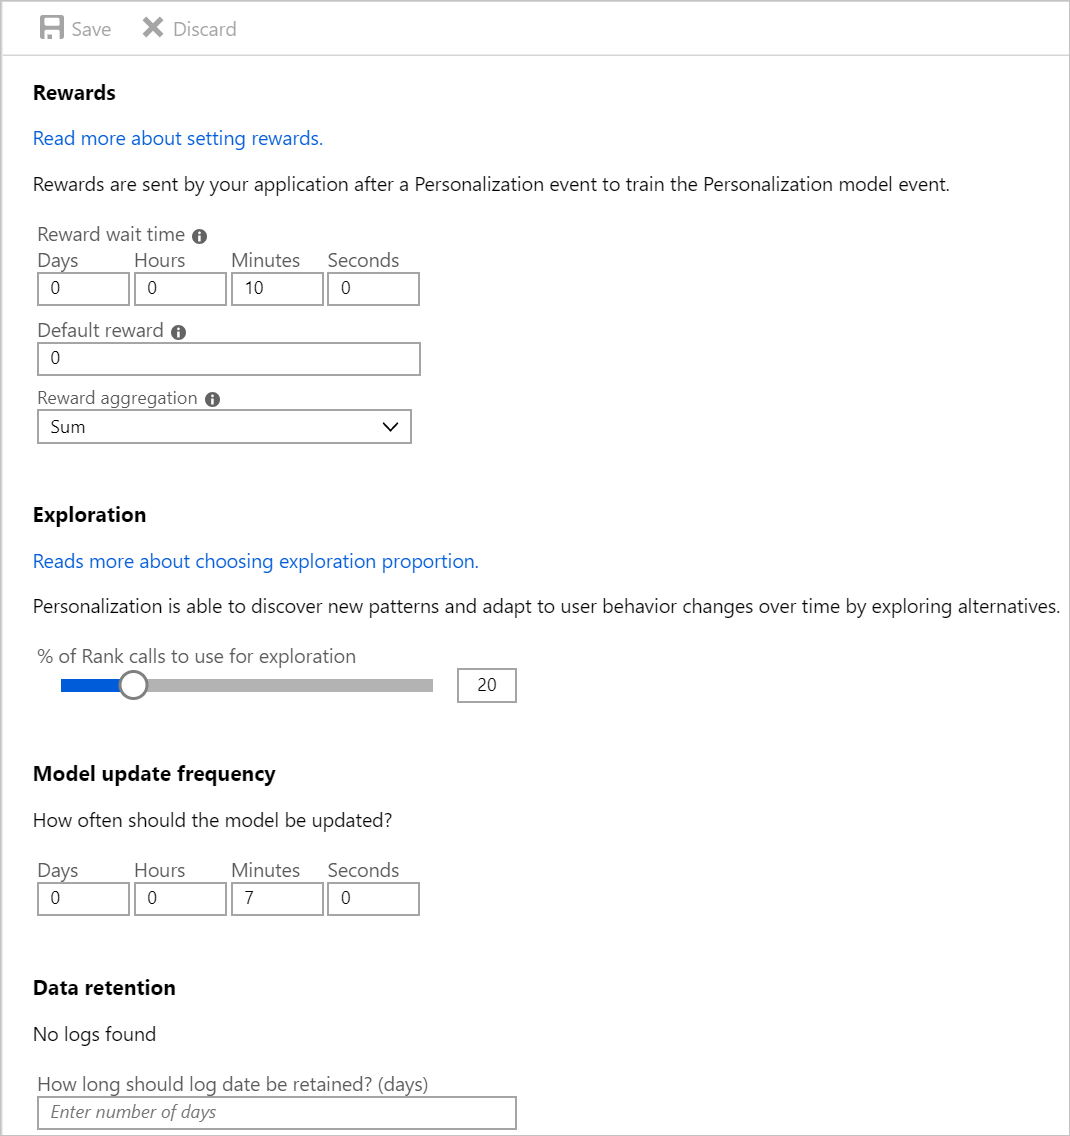 Save Discard
Rewards
Read more about setting rewards.
Rewards are sent by your application after a Personalization event to train the Personalization model event.
Reward wait time
Days Hours Minutes Seconds
0 0 10 0
Default reward
0
Reward aggregation
Sum
Exploration
Reads more about choosing exploration proportion.
Personalization is able to discover new patterns and adapt to user behavior changes over time by exploring alternatives.
% of Rank calls to use for exploration
20
Model update frequency
How often should the model be updated?
Days Hours Minutes Seconds
0 0 7 0
Data retention
No logs found
How long should log date be retained? (days)
Enter number of days